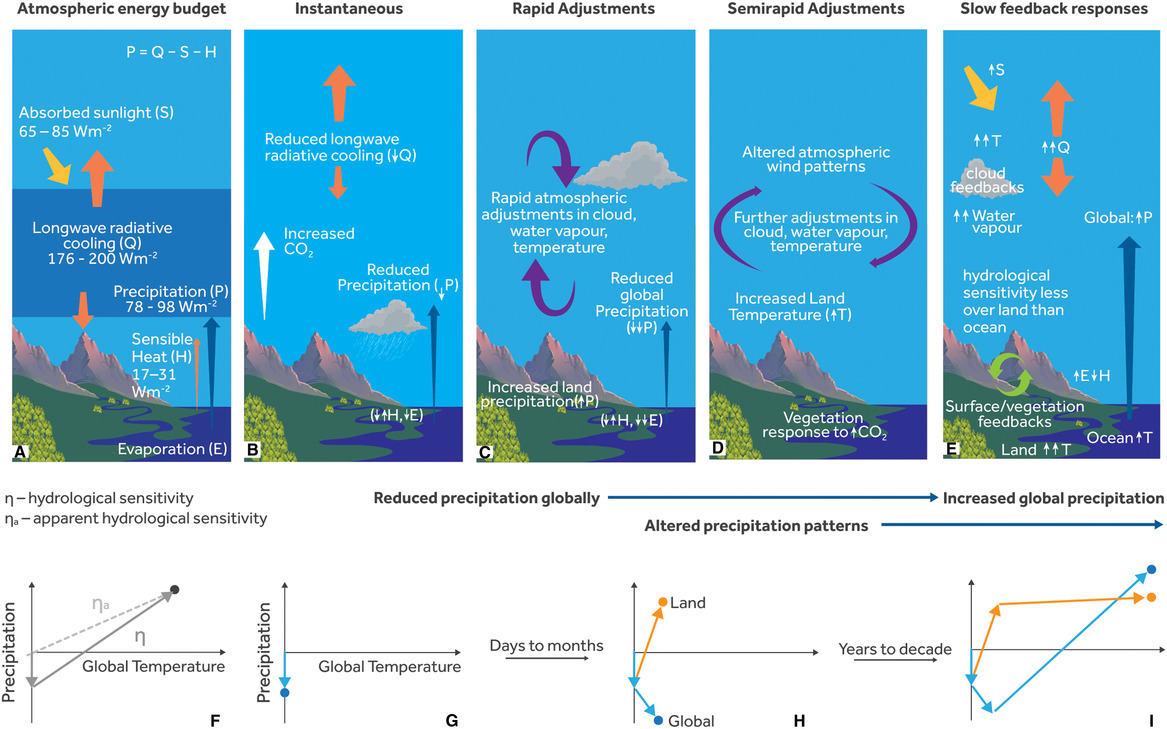 Atmospheric energy budget
P = Q – S – H
Absorbed sunlight (S)
65 – 85 Wm⁻²
Longwave radiative
cooling (Q)
176 - 200 Wm⁻²
Precipitation (P)
78 - 98 Wm⁻²
Sensible
Heat (H)
17–31
Wm⁻²
Evaporation (E)
A
Instantaneous
Reduced longwave
radiative cooling (↓Q)
Increased
CO₂
Reduced
Precipitation (↓P)
(↓↑H,↓E)
B
Rapid Adjustments
Rapid atmospheric
adjustments in cloud,
water vapour,
temperature
Reduced
global
Precipitation
(↓↓P)
Increased land
precipitation(↑P)
(↓↑H, ↓↓E)
C
Semirapid Adjustments
Altered atmospheric
wind patterns
Further adjustments in
cloud, water vapour,
temperature
Increased Land
Temperature (↑T)
Vegetation
response to ↑CO₂
D
Slow feedback responses
↑S
↑↑T
↑↑Q
cloud
feedbacks
↑↑ Water
vapour
Global:↑P
hydrological
sensitivity less
over land than
ocean
↑E↓H
Surface/vegetation
feedbacks
Ocean↑T
Land ↑↑T
E
η – hydrological sensitivity
ηₐ – apparent hydrological sensitivity
Reduced precipitation globally
Increased global precipitation
Altered precipitation patterns
Precipitation
ηₐ
η
Global Temperature
F
Precipitation
Global Temperature
G
Days to months
Land
Global
H
Years to decade
I